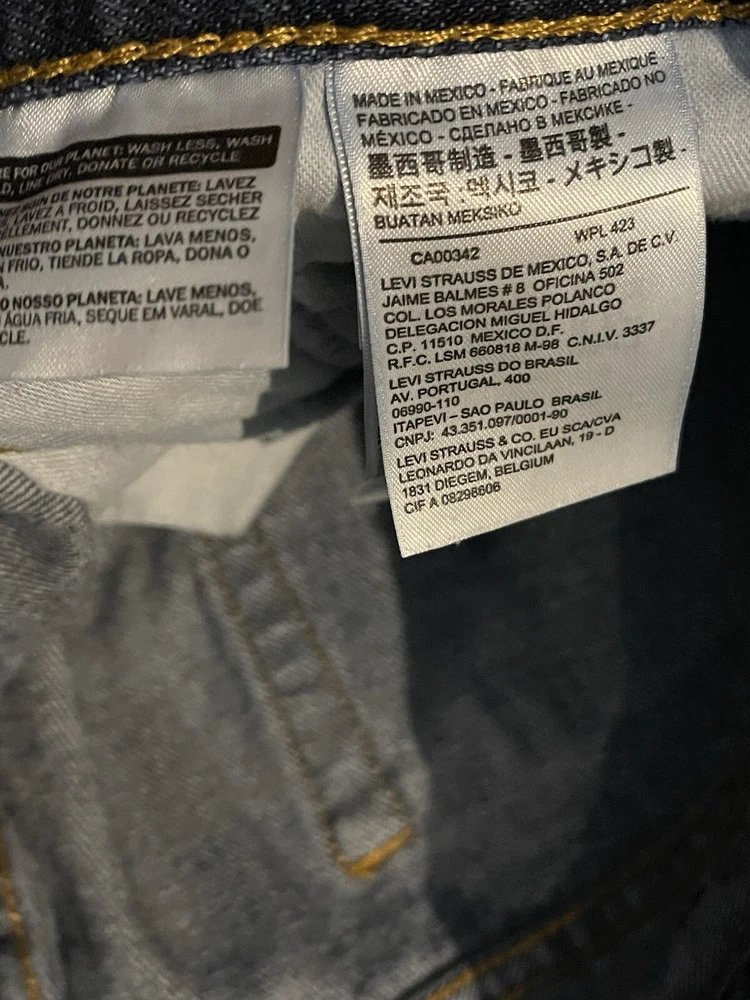 E FOR OUR PLANET: WASH LESS, WASH
D, LINE DRY, DONATE OR RECYCLE
DE NOTRE PLANETE: LAVEZ
LAVEZ À FROID, LAISSEZ SECHER
ELLEMENT, DONNEZ OU RECYCLEZ
NUESTRO PLANETA: LAVA MENOS,
FRIO, TIENDE LA ROPA, DONA O
A.
O NOSSO PLANETA: LAVE MENOS,
ÁGUA FRIA, SEQUE EM VARAL, DOE
CLE.
MADE IN MEXICO - FABRIQUE AU MEXIQUE -
FABRICADO EN MEXICO - FABRICADO NO
MÉXICO - СДЕЛАНО В МЕКСИКЕ -
墨西哥制造 - 墨西哥製 -
제조국 :멕시코 - メキシコ製 -
BUATAN MEKSIKO
CA00342 WPL 423
LEVI STRAUSS DE MEXICO, S.A. DE C.V.
JAIME BALMES # 8 OFICINA 502
COL. LOS MORALES POLANCO
DELEGACION MIGUEL HIDALGO
C.P. 11510 MEXICO D.F.
R.F.C. LSM 660818 M-98 C.N.I.V. 3337
LEVI STRAUSS DO BRASIL
AV. PORTUGAL, 400
06990-110
ITAPEVI – SAO PAULO BRASIL
CNPJ: 43.351.097/0001-90
LEVI STRAUSS & CO. EU SCA/CVA
LEONARDO DA VINCILAAN, 19 - D
1831 DIEGEM, BELGIUM
CIF A 08298606